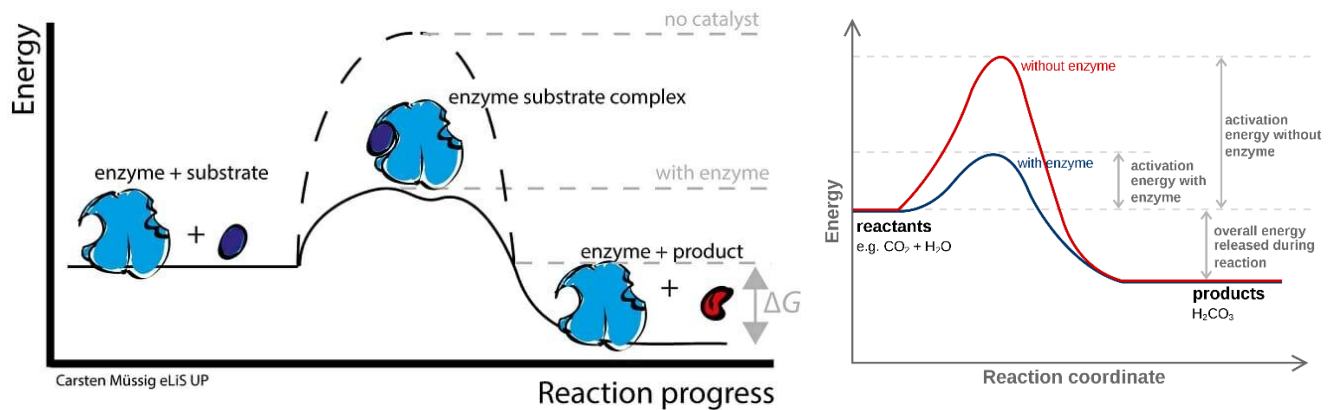 no catalyst
Energy
enzyme substrate complex
enzyme + substrate
with enzyme
+
enzyme + product
+
ΔG
Carsten Müssig eLiS UP
Reaction progress
Energy
without enzyme
with enzyme
activation
energy without
enzyme
activation
energy with
enzyme
reactants
e.g. CO₂ + H₂O
overall energy
released during
reaction
products
H₂CO₃
Reaction coordinate